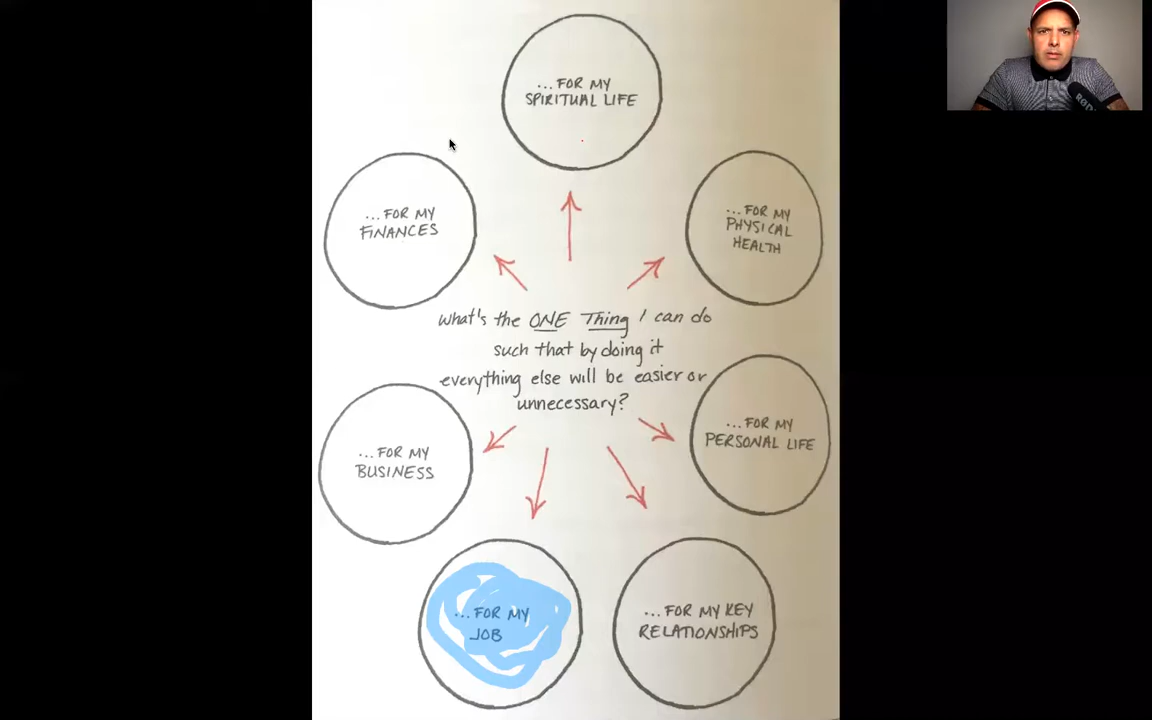 ...FOR MY
SPIRITUAL LIFE
...FOR MY
FINANCES
...FOR MY
PHYSICAL
HEALTH
What's the ONE Thing I can do
such that by doing it
everything else will be easier or
unnecessary?
...FOR MY
BUSINESS
...FOR MY
PERSONAL LIFE
...FOR MY
JOB
...FOR MY KEY
RELATIONSHIPS